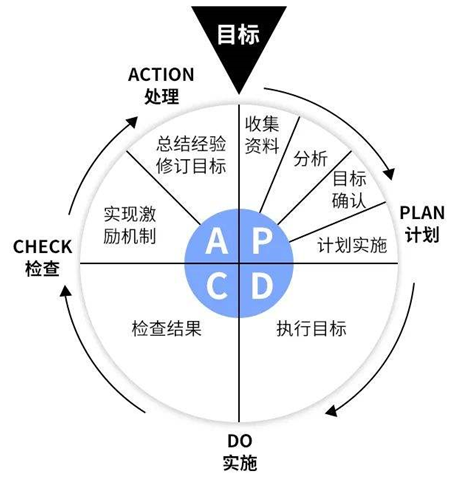 目标
ACTION
处理
总结经验
修订目标
收集
资料
分析
目标
确认
计划实施
PLAN
计划
实现激
励机制
A P
C D
CHECK
检查
检查结果
执行目标
DO
实施